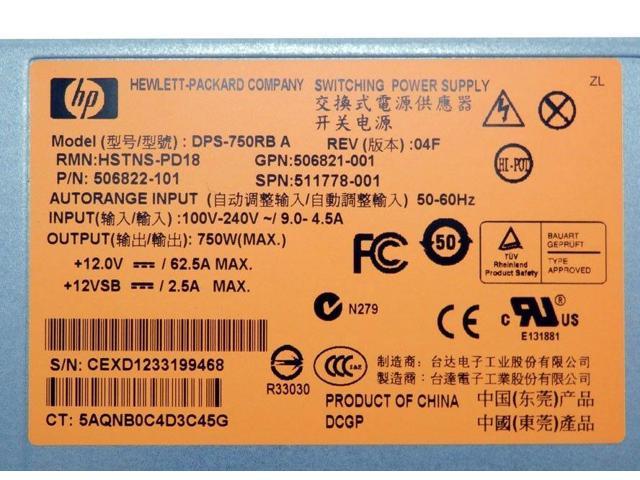 hp HEWLETT-PACKARD COMPANY SWITCHING POWER SUPPLY ZL
交換式電源供應器
开关电源
Model (型号/型號) : DPS-750RB A REV (版本) :04F
RMN:HSTNS-PD18 GPN:506821-001
HI-POT
P/N: 506822-101 SPN:511778-001
AUTORANGE INPUT (自动调整输入/自動調整輸入) 50-60Hz
INPUT(输入/輸入) :100V-240V ~/ 9.0- 4.5A
OUTPUT(输出/輸出): 750W(MAX.)
+12.0V ⎓ / 62.5A MAX.
+12VSB ⎓ / 2.5A MAX.
FC
50
TÜV
Rheinland
Product Safety
BAUART
GEPRÜFT
TYPE
APPROVED
N279
CE
c RU ® US
E131881
S/N: CEXD1233199468
R33030
CCC
制造商: 台达电子工业股份有限公司
製造商: 台達電子工業股份有限公司
PRODUCT OF CHINA 中国(东莞)产品
CT: 5AQNB0C4D3C45G DCGP 中國(東莞)產品